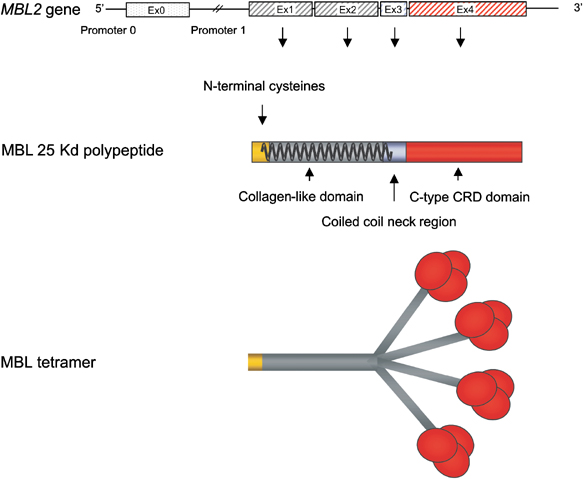 MBL2 gene 5' Ex0 Ex1 Ex2 Ex3 Ex4 3'
Promoter 0 Promoter 1
N-terminal cysteines
MBL 25 Kd polypeptide
Collagen-like domain C-type CRD domain
Coiled coil neck region
MBL tetramer